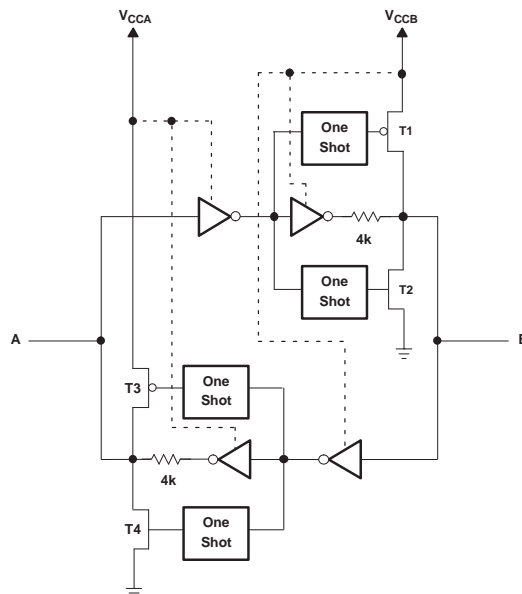 VCCA
VCCB
One
Shot
T1
4k
One
Shot
T2
A
B
T3
One
Shot
4k
T4
One
Shot